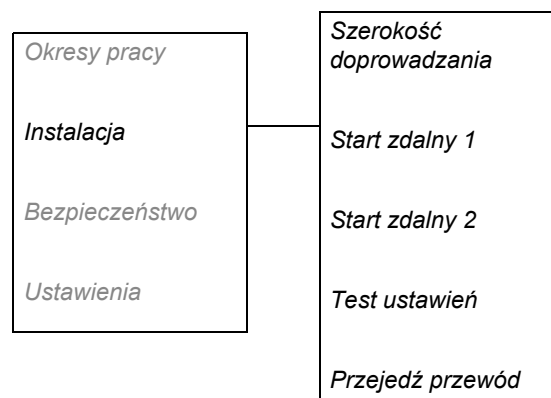 Okresy pracy
Instalacja
Bezpieczeństwo
Ustawienia
Szerokość
doprowadzania
Start zdalny 1
Start zdalny 2
Test ustawień
Przejedź przewód